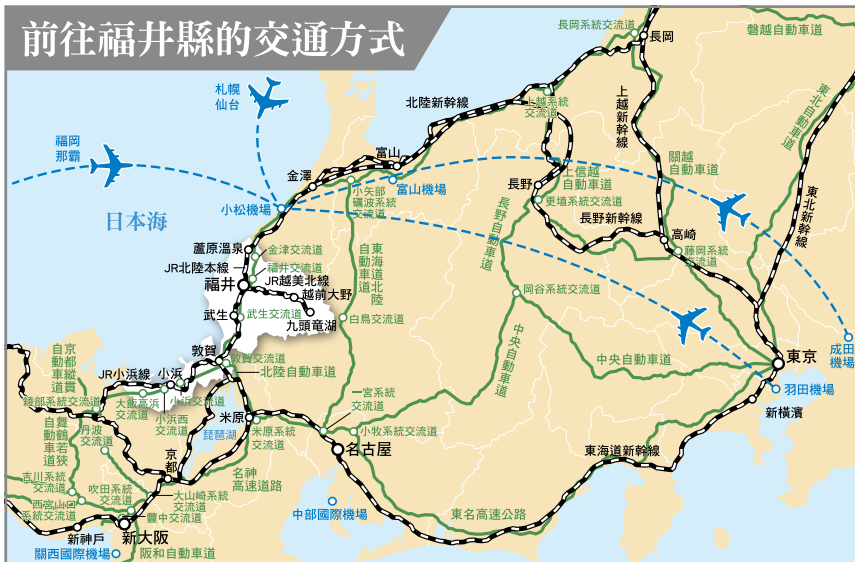 前往福井縣的交通方式
長岡系統交流道
長岡
磐越自動車道
札幌
仙台
上越系統
交流道
北陸新幹線
上越新幹線
東北自動車道
福岡
那霸
富山
關越
自動車道
金澤
小矢部
礪波系統
交流道
富山機場
長野
上信越
自動車道
更埴系統交流道
東北新幹線
小松機場
日本海
長野自動車道
長野新幹線
高崎
藤岡系統
交流道
蘆原溫泉
金津交流道
JR北陸本線
福井交流道
東海北陸
自動車道
福井
JR越美北線
越前大野
岡谷系統交流道
武生
武生交流道
九頭竜湖
白鳥交流道
中央自動車道
成田
機場
京都縱貫
自動車道
敦賀
敦賀交流道
中央自動車道
東京
JR小浜線
小浜
北陸自動車道
羽田機場
綾部系統交流道
大飯高浜
交流道
小浜交流道
小浜西
交流道
一宮系統
交流道
新橫濱
舞鶴若狹
自動車道
丹波
交流道
米原
琵琶湖
米原系統
交流道
小牧系統交流道
名古屋
東海道新幹線
京都
名神
高速道路
吉川系統
交流道
吹田系統
交流道
大山崎系統
交流道
西宮山口
系統交流道
豐中交流道
中部國際機場
東名高速公路
新神戶
新大阪
關西國際機場
阪和自動車道